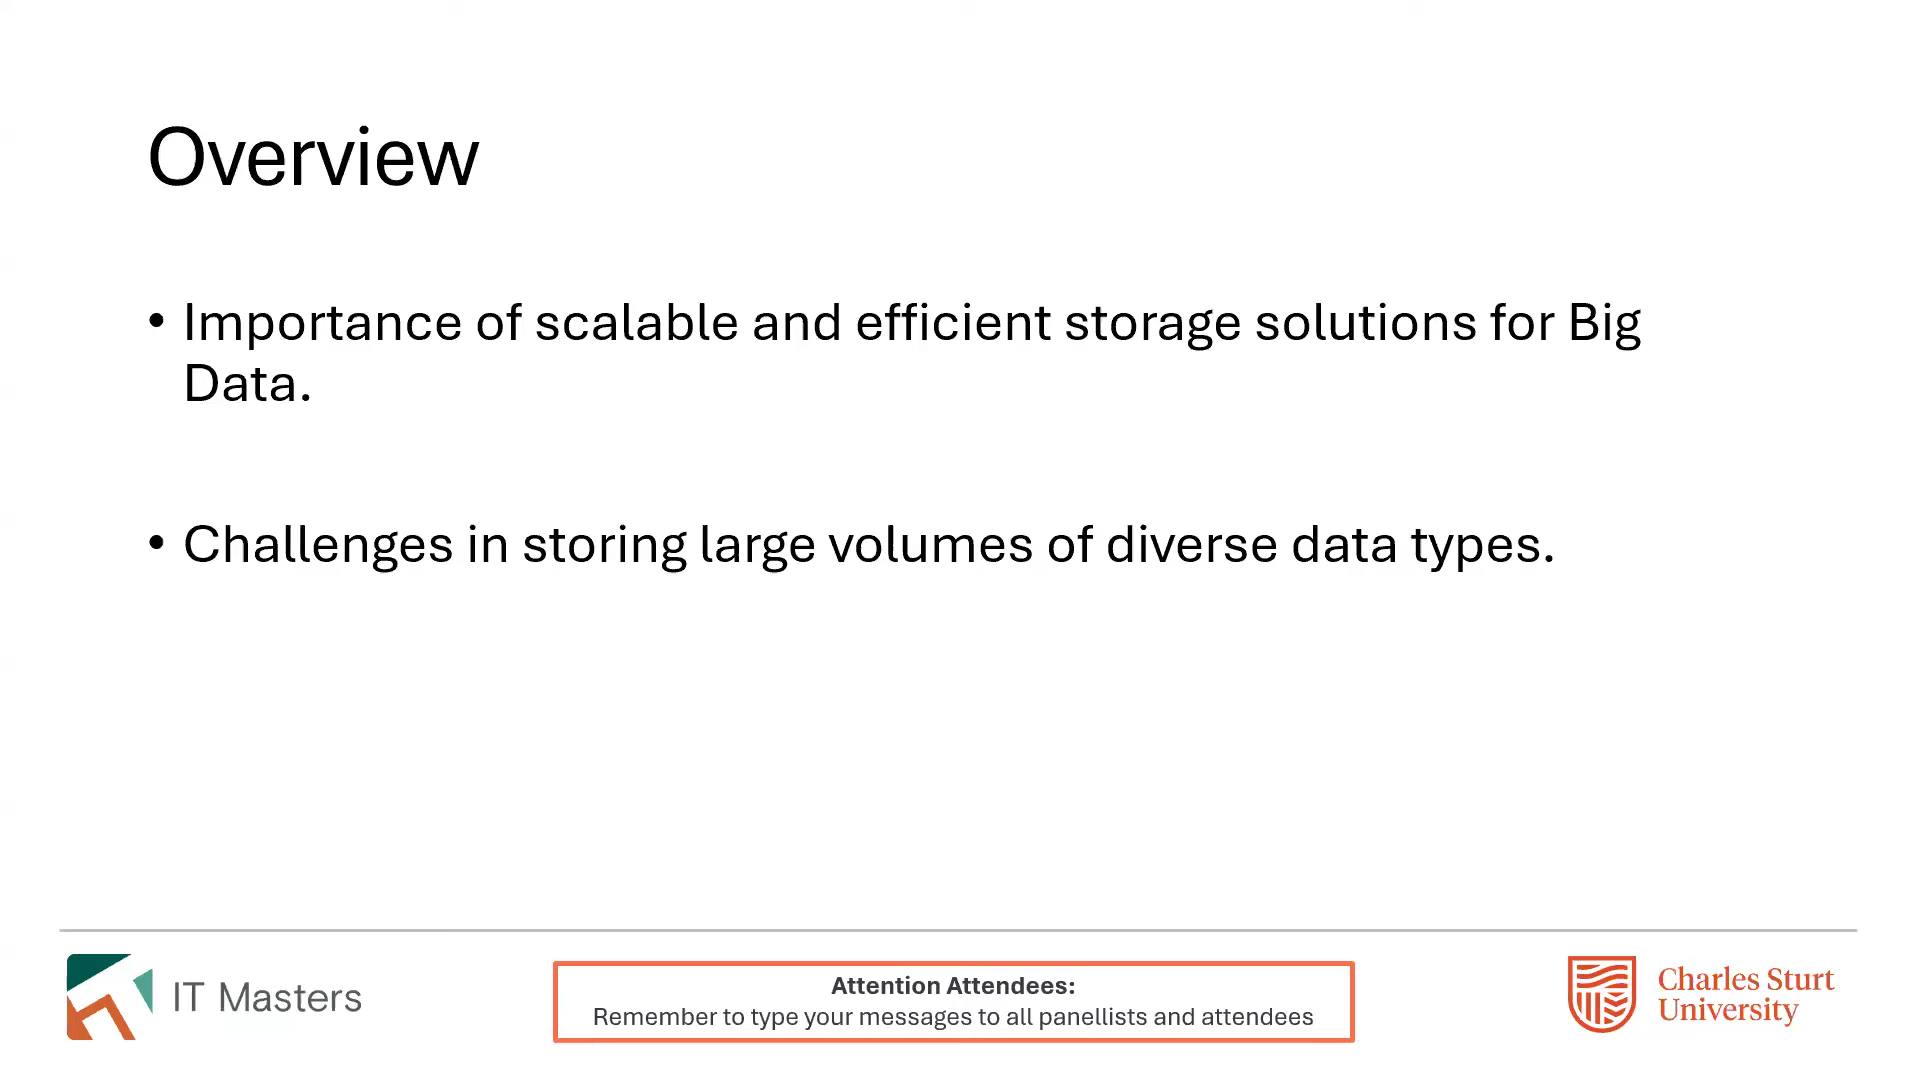 Overview
• Importance of scalable and efficient storage solutions for Big
Data.
• Challenges in storing large volumes of diverse data types.
IT Masters
Attention Attendees:
Remember to type your messages to all panellists and attendees
Charles Sturt
University